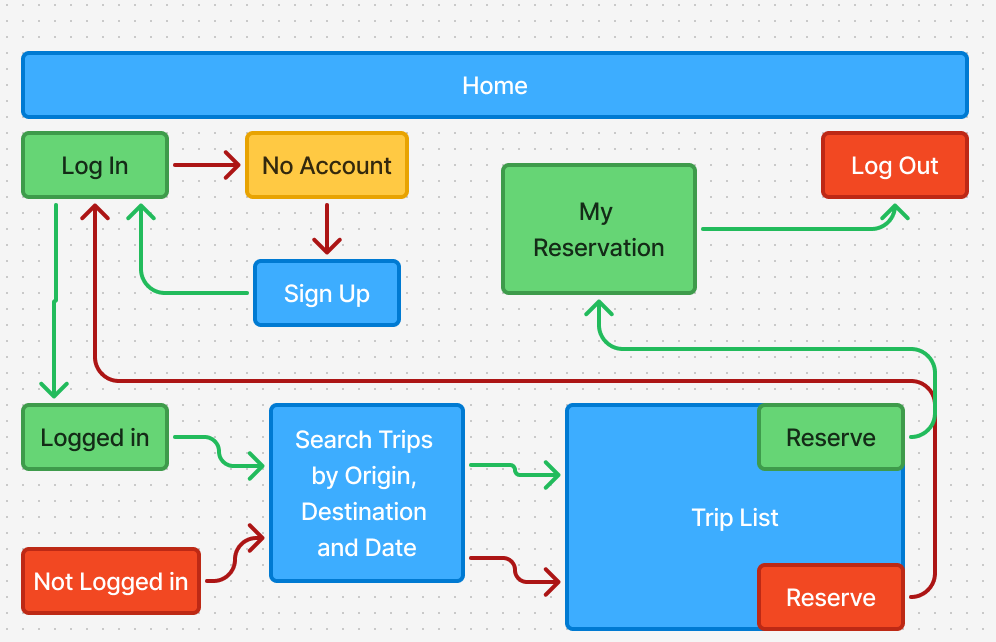 Home
Log In
No Account
Log Out
My
Reservation
Sign Up
Logged in
Search Trips
by Origin,
Destination
and Date
Reserve
Trip List
Not Logged in
Reserve